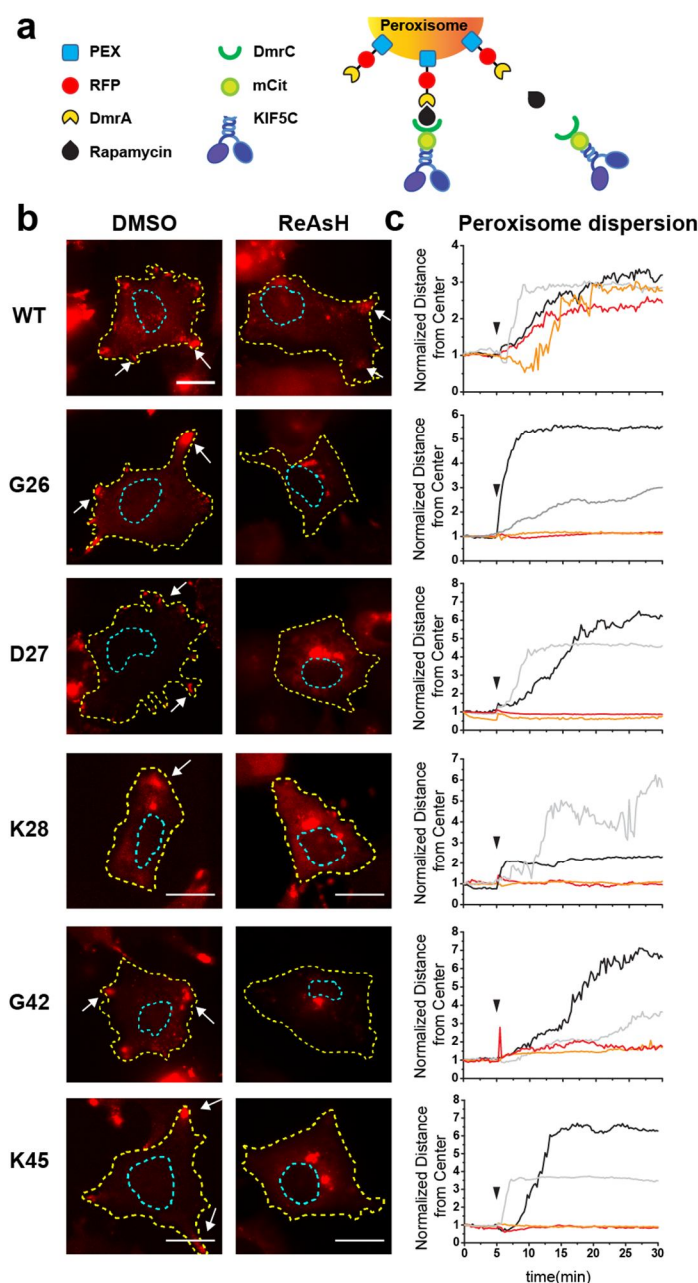 a
Peroxisome
PEX
DmrC
RFP
mCit
DmrA
KIF5C
Rapamycin
b
DMSO
ReAsH
c
Peroxisome dispersion
WT
Normalized Distance
from Center
4
3
2
1
0
G26
Normalized Distance
from Center
6
5
4
3
2
1
0
D27
Normalized Distance
from Center
8
7
6
5
4
3
2
1
0
K28
Normalized Distance
from Center
7
6
5
4
3
2
1
0
G42
Normalized Distance
from Center
8
7
6
5
4
3
2
1
0
K45
Normalized Distance
from Center
8
7
6
5
4
3
2
1
0
0 5 10 15 20 25 30
time(min)